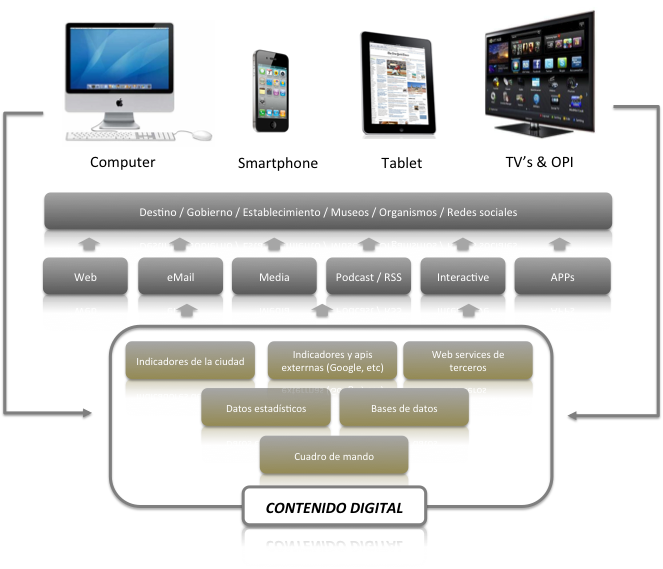 Computer
Smartphone
Tablet
TV's & OPI
Destino / Gobierno / Establecimiento / Museos / Organismos / Redes sociales
Web
eMail
Media
Podcast / RSS
Interactive
APPs
Indicadores de la ciudad
Indicadores y apis
exterrnas (Google, etc)
Web services de
terceros
Datos estadísticos
Bases de datos
Cuadro de mando
CONTENIDO DIGITAL